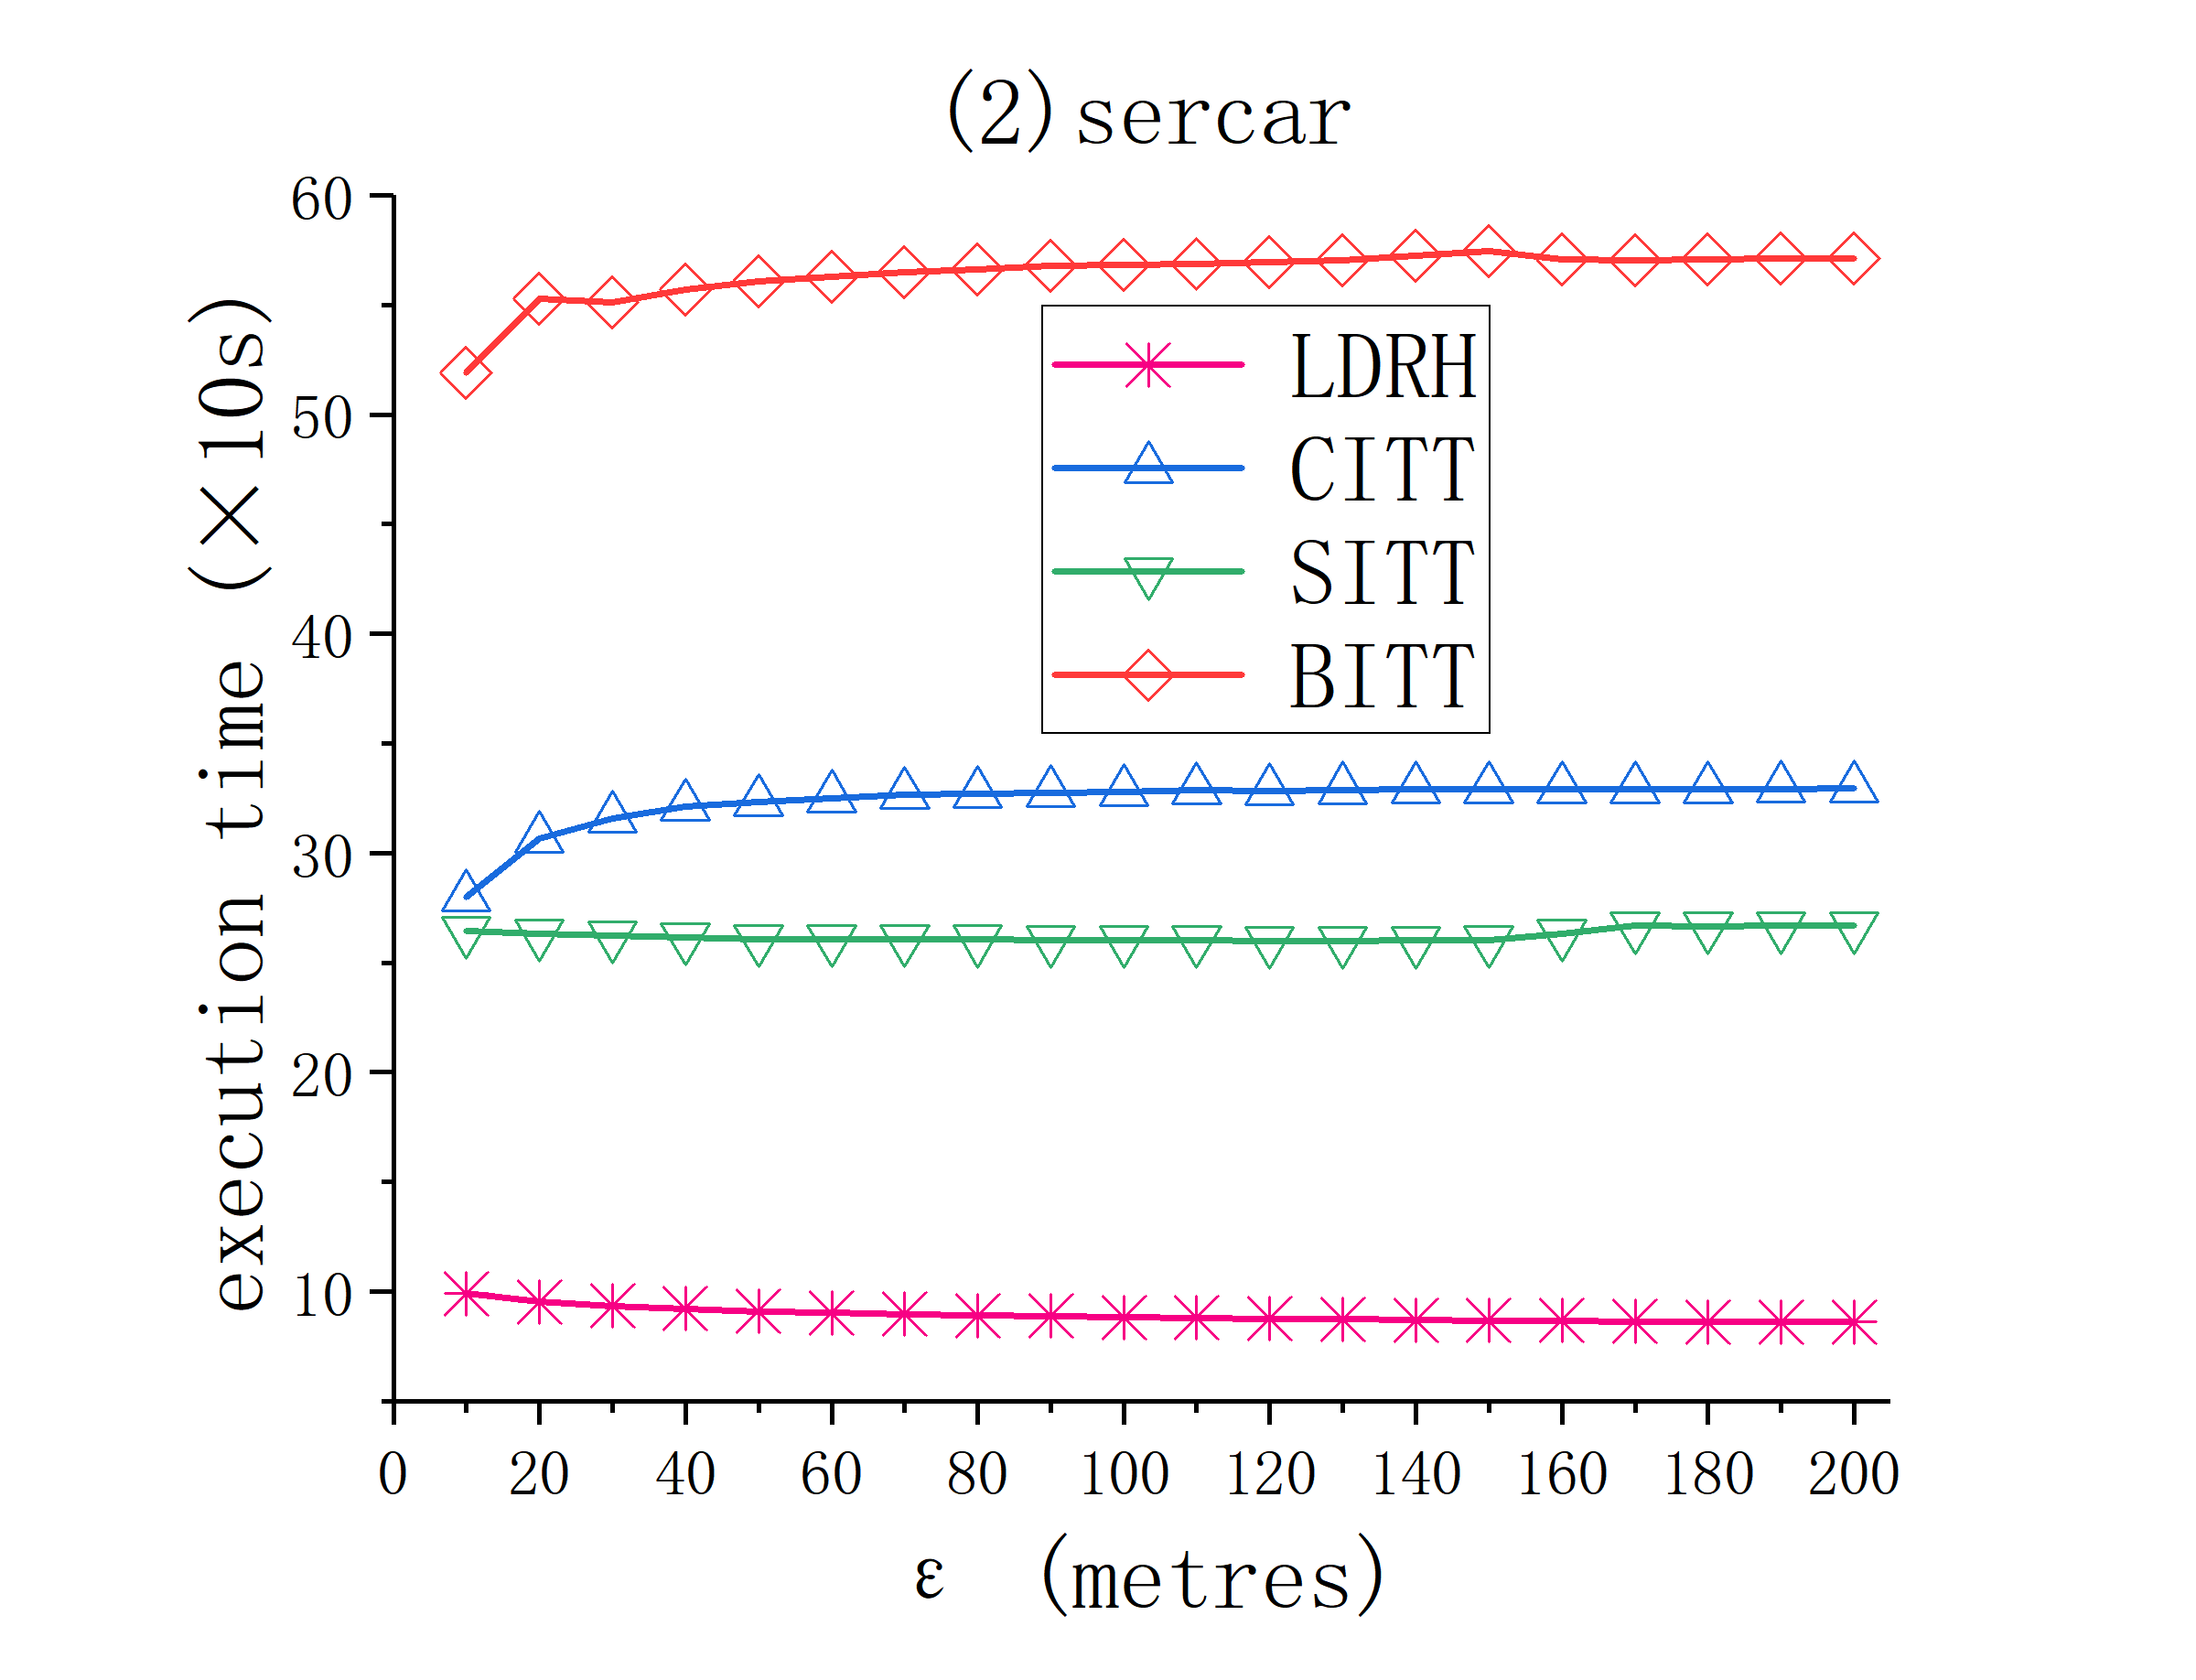 (2)sercar
execution time (×10s)
60
50
40
30
20
10
LDRH
CITT
SITT
BITT
0 20 40 60 80 100 120 140 160 180 200
ε (metres)